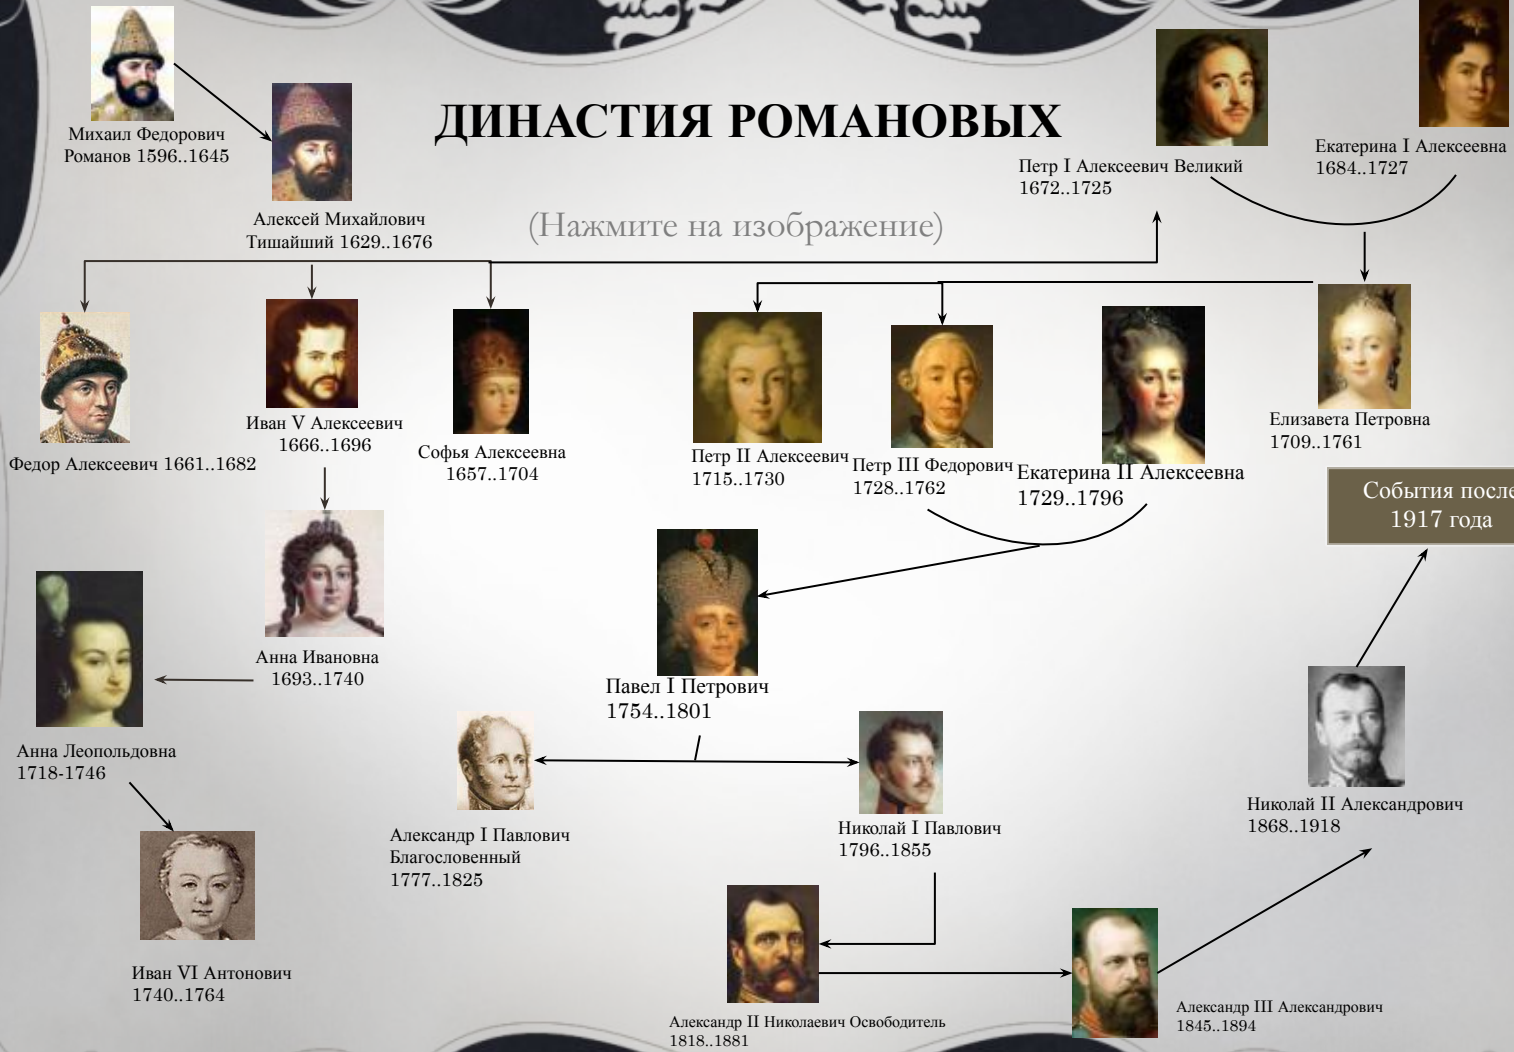 ДИНАСТИЯ РОМАНОВЫХ
(Нажмите на изображение)
Михаил Федорович
Романов 1596..1645
Алексей Михайлович
Тишайший 1629..1676
Петр I Алексеевич Великий
1672..1725
Екатерина I Алексеевна
1684..1727
Федор Алексеевич 1661..1682
Иван V Алексеевич
1666..1696
Софья Алексеевна
1657..1704
Петр II Алексеевич
1715..1730
Петр III Федорович
1728..1762
Екатерина II Алексеевна
1729..1796
Елизавета Петровна
1709..1761
События после
1917 года
Анна Ивановна
1693..1740
Анна Леопольдовна
1718-1746
Иван VI Антонович
1740..1764
Павел I Петрович
1754..1801
Александр I Павлович
Благословенный
1777..1825
Николай I Павлович
1796..1855
Николай II Александрович
1868..1918
Александр II Николаевич Освободитель
1818..1881
Александр III Александрович
1845..1894